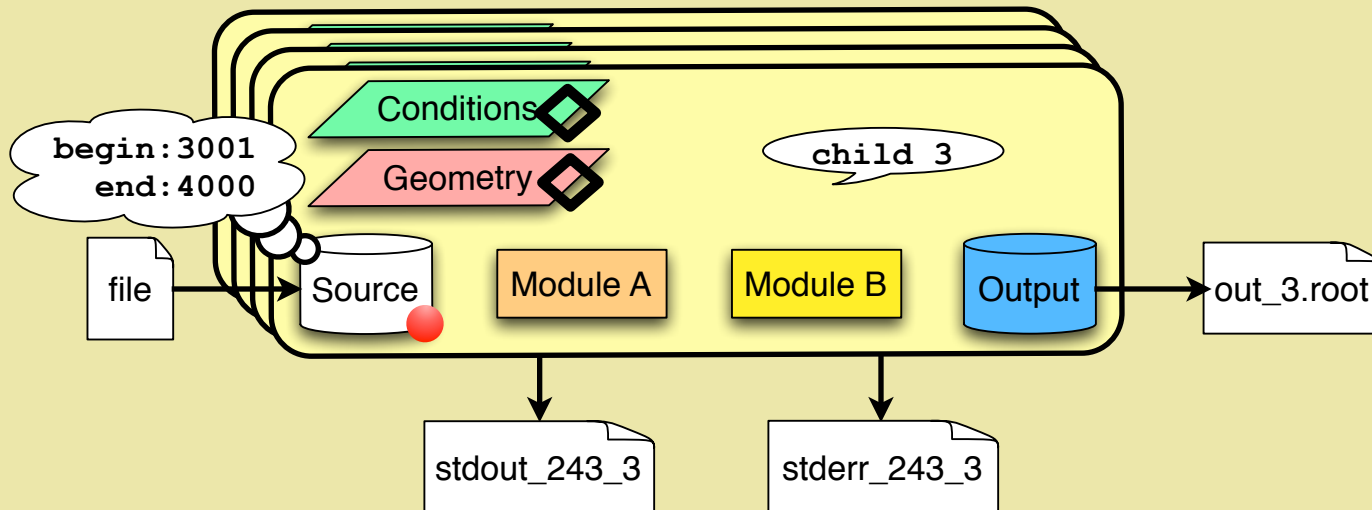 Conditions
begin:3001
end:4000
child 3
Geometry
file
Source
Module A
Module B
Output
out_3.root
stdout_243_3
stderr_243_3